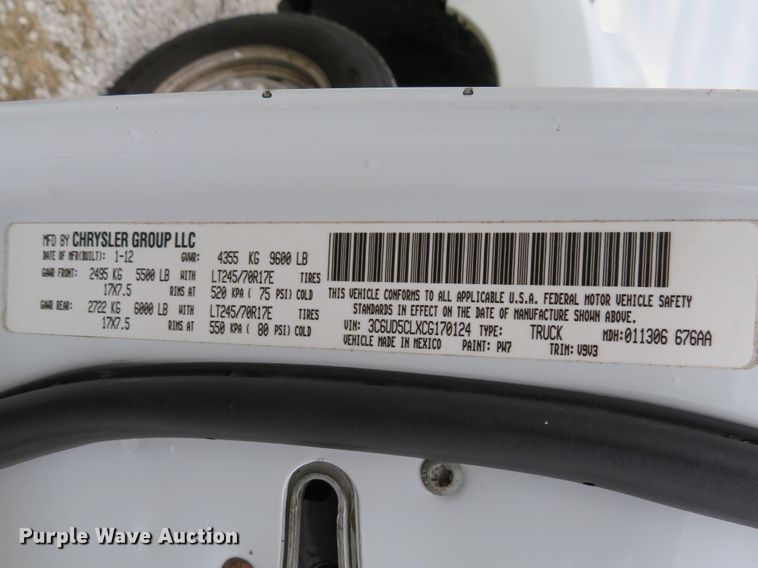 MFD BY CHRYSLER GROUP LLC
DATE OF MFR(BUILT): 1-12 GVWR: 4355 KG 9600 LB
GAWR FRONT: 2495 KG 5500 LB WITH LT245/70R17E TIRES
17X7.5 RIMS AT 520 KPA ( 75 PSI) COLD
GAWR REAR: 2722 KG 6000 LB WITH LT245/70R17E TIRES
17X7.5 RIMS AT 550 KPA ( 80 PSI) COLD
THIS VEHICLE CONFORMS TO ALL APPLICABLE U.S.A. FEDERAL MOTOR VEHICLE SAFETY
STANDARDS IN EFFECT ON THE DATE OF MANUFACTURE SHOWN ABOVE.
VIN: 3C6UD5CLXCG170124 TYPE: TRUCK MDH: 011306 676AA
VEHICLE MADE IN MEXICO PAINT: PW7 TRIM: V9V3
Purple Wave Auction